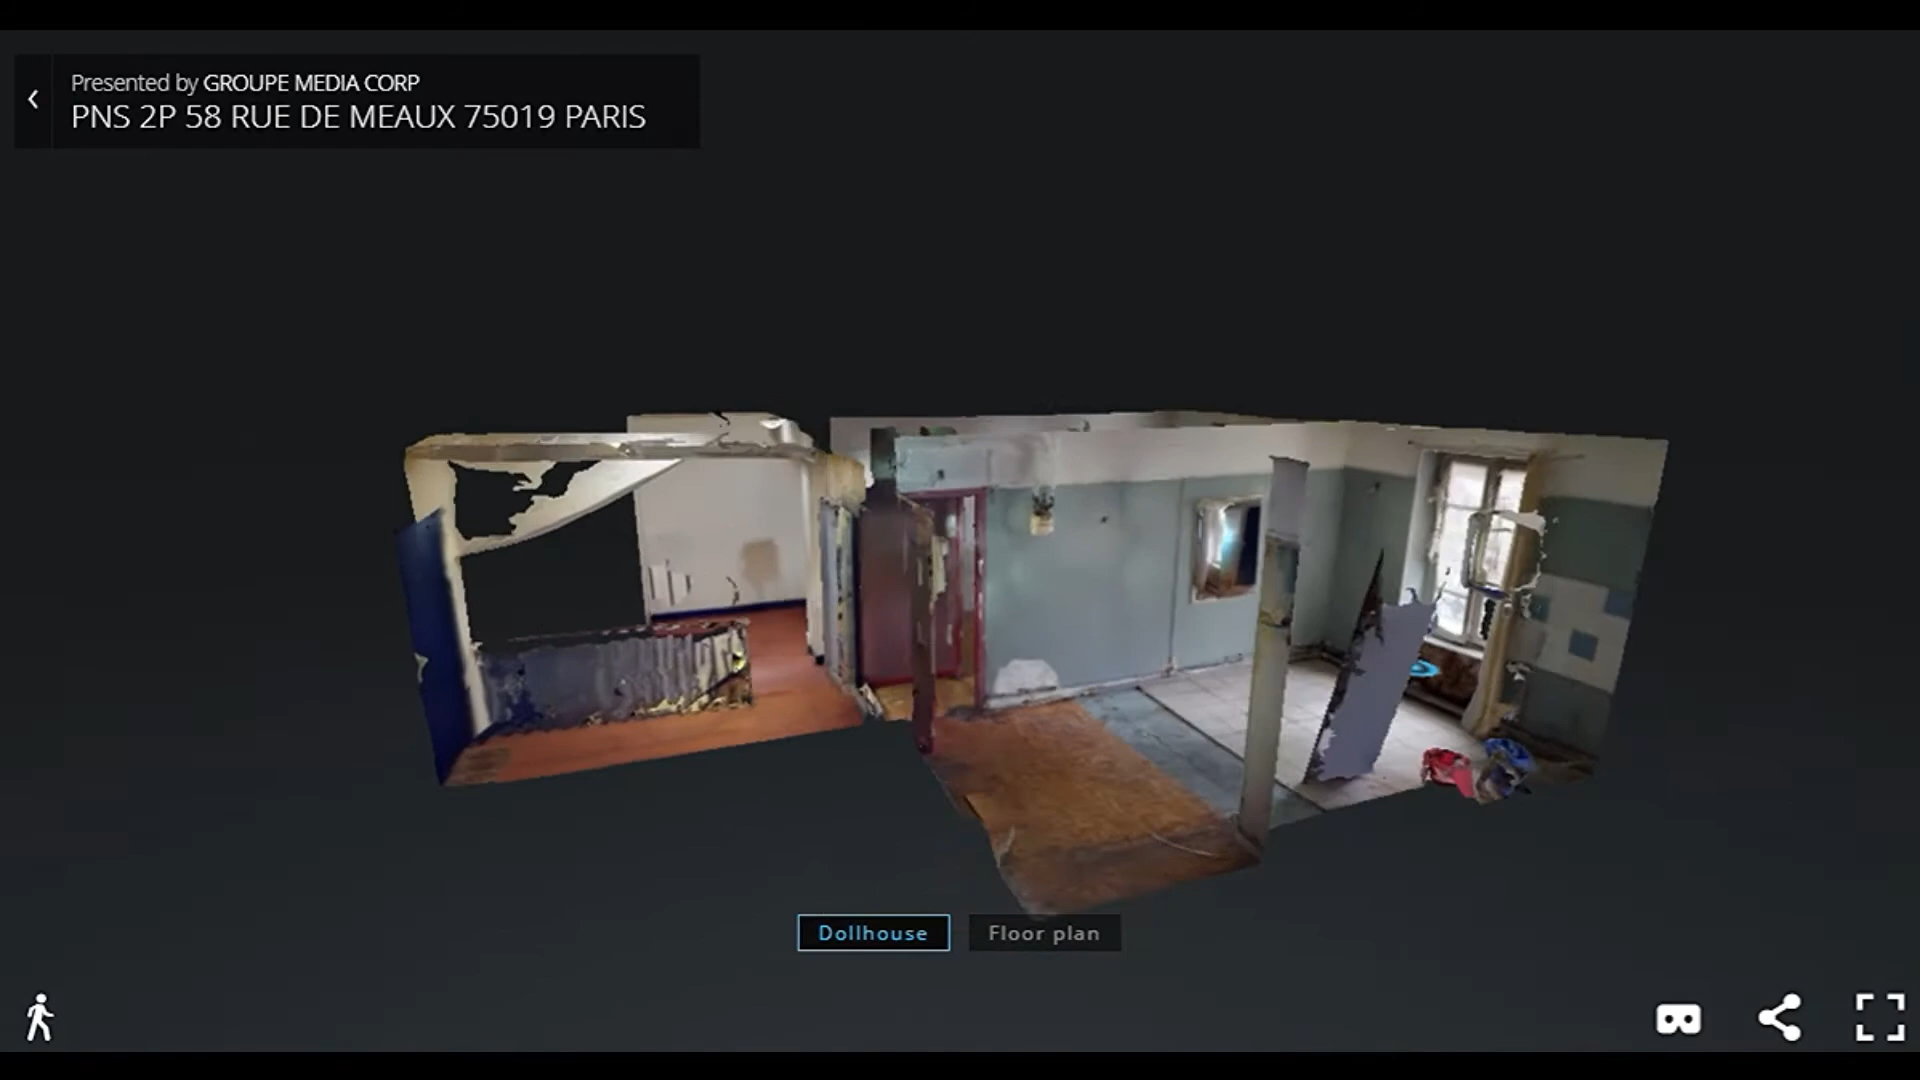 Presented by GROUPE MEDIA CORP
PNS 2P 58 RUE DE MEAUX 75019 PARIS
Dollhouse
Floor plan